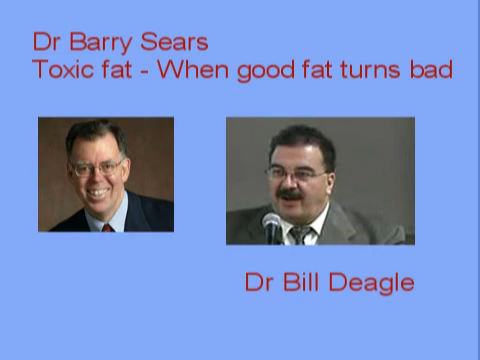 Dr Barry Sears
Toxic fat - When good fat turns bad
Dr Bill Deagle